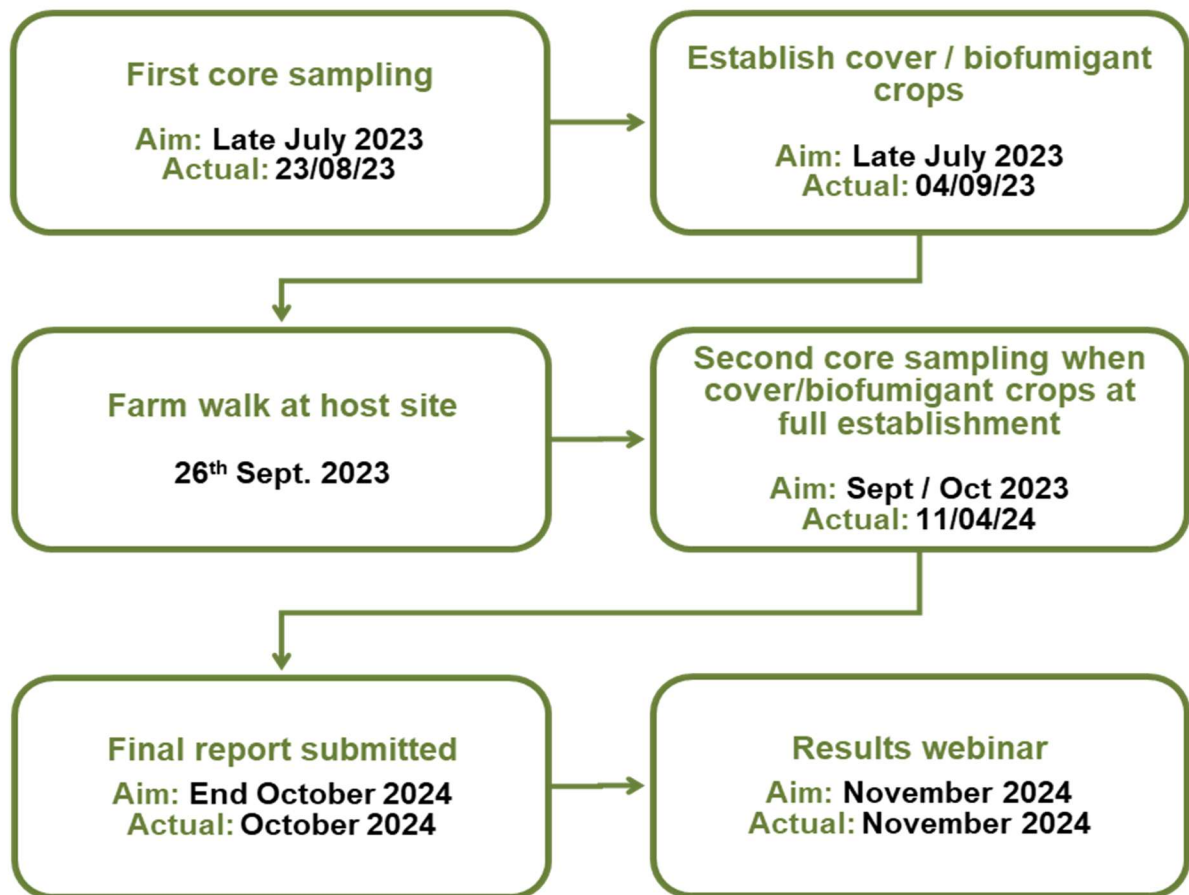 First core sampling
Aim: Late July 2023
Actual: 23/08/23
Establish cover / biofumigant
crops
Aim: Late July 2023
Actual: 04/09/23
Farm walk at host site
26th Sept. 2023
Second core sampling when
cover/biofumigant crops at
full establishment
Aim: Sept / Oct 2023
Actual: 11/04/24
Final report submitted
Aim: End October 2024
Actual: October 2024
Results webinar
Aim: November 2024
Actual: November 2024